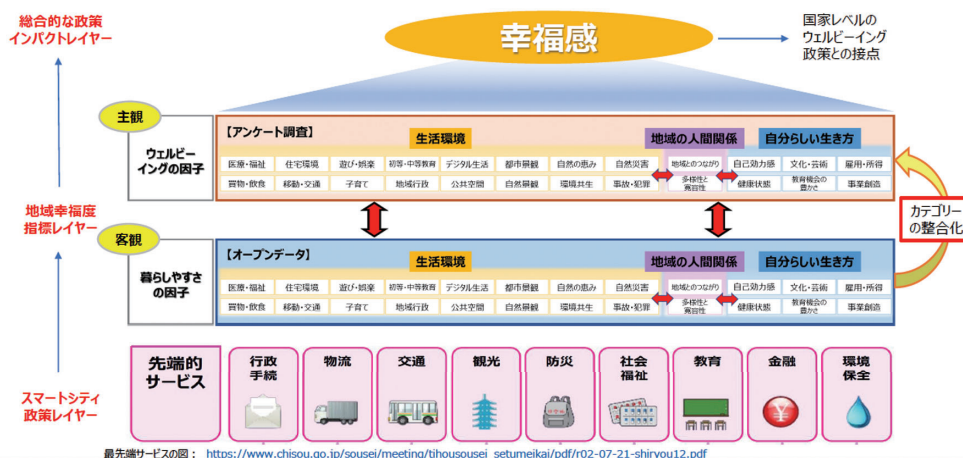 総合的な政策
インパクトレイヤー
幸福感
国家レベルの
ウェルビーイング
政策との接点
主観
ウェルビー
イングの因子
【アンケート調査】
生活環境
地域の人間関係
自分らしい生き方
医療・福祉 住宅環境 遊び・娯楽 初等・中等教育 デジタル生活 都市景観 自然の恵み 自然災害 地域とのつながり 自己効力感 文化・芸術 雇用・所得
買物・飲食 移動・交通 子育て 地域行政 公共空間 自然景観 環境共生 事故・犯罪 多様性と
寛容性 健康状態 教育機会の
豊かさ 事業創造
地域幸福度
指標レイヤー
カテゴリー
の整合化
客観
暮らしやすさ
の因子
【オープンデータ】
生活環境
地域の人間関係
自分らしい生き方
医療・福祉 住宅環境 遊び・娯楽 初等・中等教育 デジタル生活 都市景観 自然の恵み 自然災害 地域とのつながり 自己効力感 文化・芸術 雇用・所得
買物・飲食 移動・交通 子育て 地域行政 公共空間 自然景観 環境共生 事故・犯罪 多様性と
寛容性 健康状態 教育機会の
豊かさ 事業創造
スマートシティ
政策レイヤー
先端的
サービス
行政
手続
物流
交通
観光
防災
社会
福祉
教育
金融
環境
保全
最先端サービスの図： https://www.chisou.go.jp/sousei/meeting/tihousousei_setumeikai/pdf/r02-07-21-shiryou12.pdf